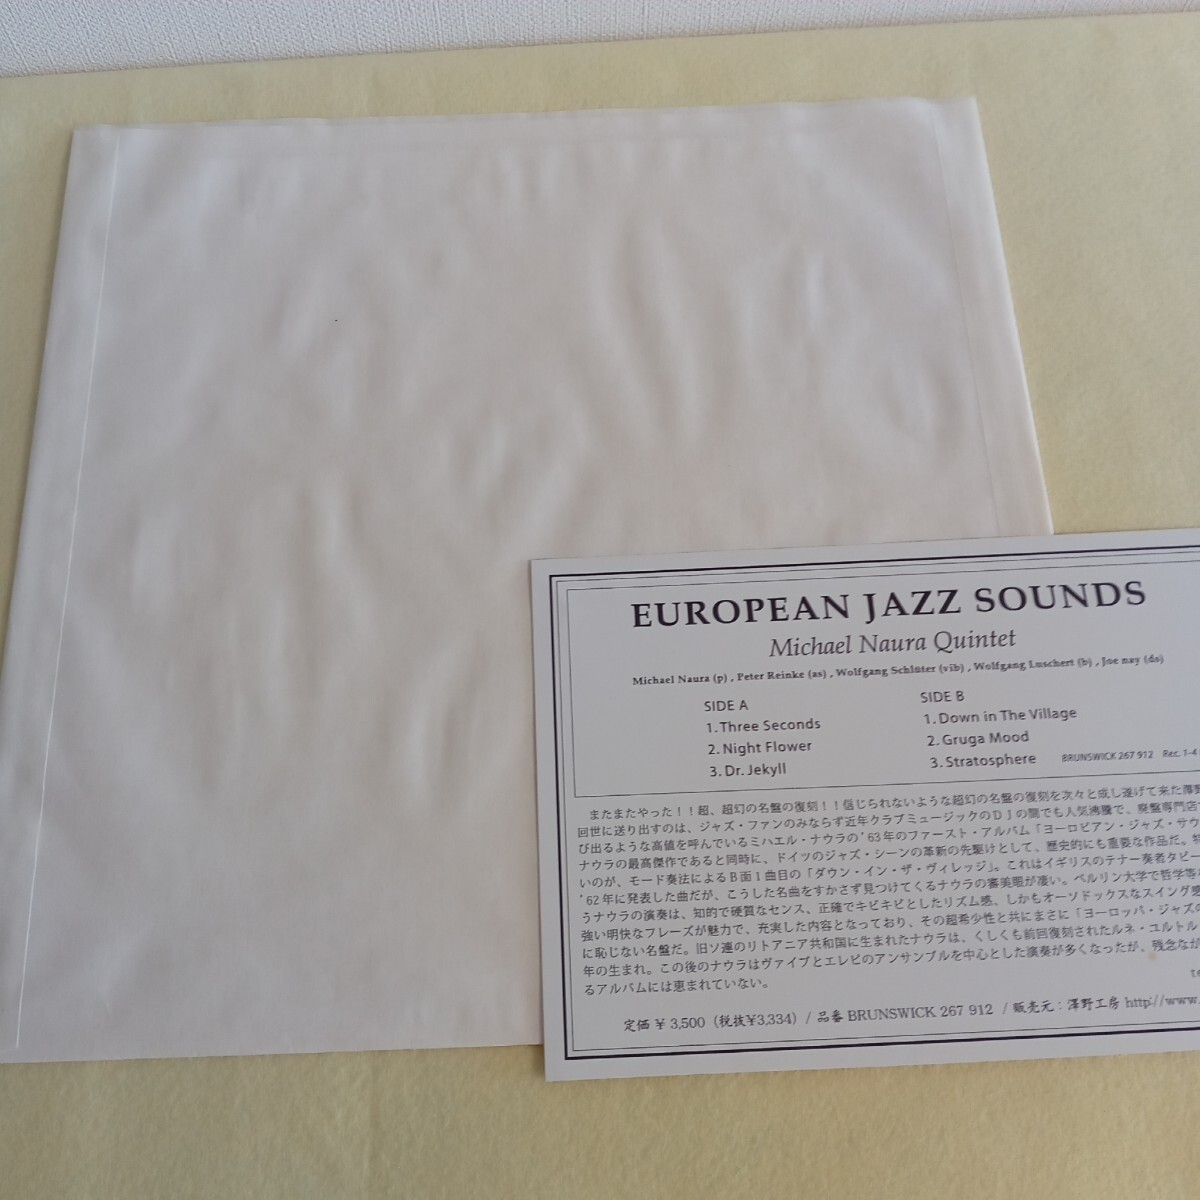 EUROPEAN JAZZ SOUNDS
Michael Naura Quintet
Michael Naura (p) , Peter Reinke (as) , Wolfgang Schlüter (vib) , Wolfgang Luschert (b) , Joe nay (ds)
SIDE A
1. Three Seconds
2. Night Flower
3. Dr. Jekyll
SIDE B
1. Down in The Village
2. Gruga Mood
3. Stratosphere
BRUNSWICK 267 912 Rec. 1-4
またまたやった！！超、超幻の名盤の復刻！！信じられないような超幻の名盤の復刻を次々と成し遂げて来た澤野
回世に送り出すのは、ジャズ・ファンのみならず近年クラブミュージックのＤＪの間でも人気沸騰で、廃盤専門店
び出るような高値を呼んでいるミハエル・ナウラの'63年のファースト・アルバム「ヨーロピアン・ジャズ・サウ
ナウラの最高傑作であると同時に、ドイツのジャズ・シーンの革新の先駆けとして、歴史的にも重要な作品だ。特
いのが、モード奏法によるＢ面１曲目の「ダウン・イン・ザ・ヴィレッジ」。これはイギリスのテナー奏者タビー
'62年に発表した曲だが、こうした名曲をすかさず見つけてくるナウラの審美眼が凄い。ベルリン大学で哲学等
うナウラの演奏は、知的で硬質なセンス、正確でキビキビとしたリズム感、しかもオーソドックスなスイング感
強い明快なフレーズが魅力で、充実した内容となっており、その超希少性と共にまさに「ヨーロッパ・ジャズの
に恥じない名盤だ。旧ソ連のリトアニア共和国に生まれたナウラは、くしくも前回復刻されたルネ・ユルトル
年の生まれ。この後のナウラはヴァイブとエレピのアンサンブルを中心とした演奏が多くなったが、残念なが
るアルバムには恵まれていない。
te
定価 ¥ 3,500（税抜¥3,334）/ 品番 BRUNSWICK 267 912 / 販売元：澤野工房 http://www.